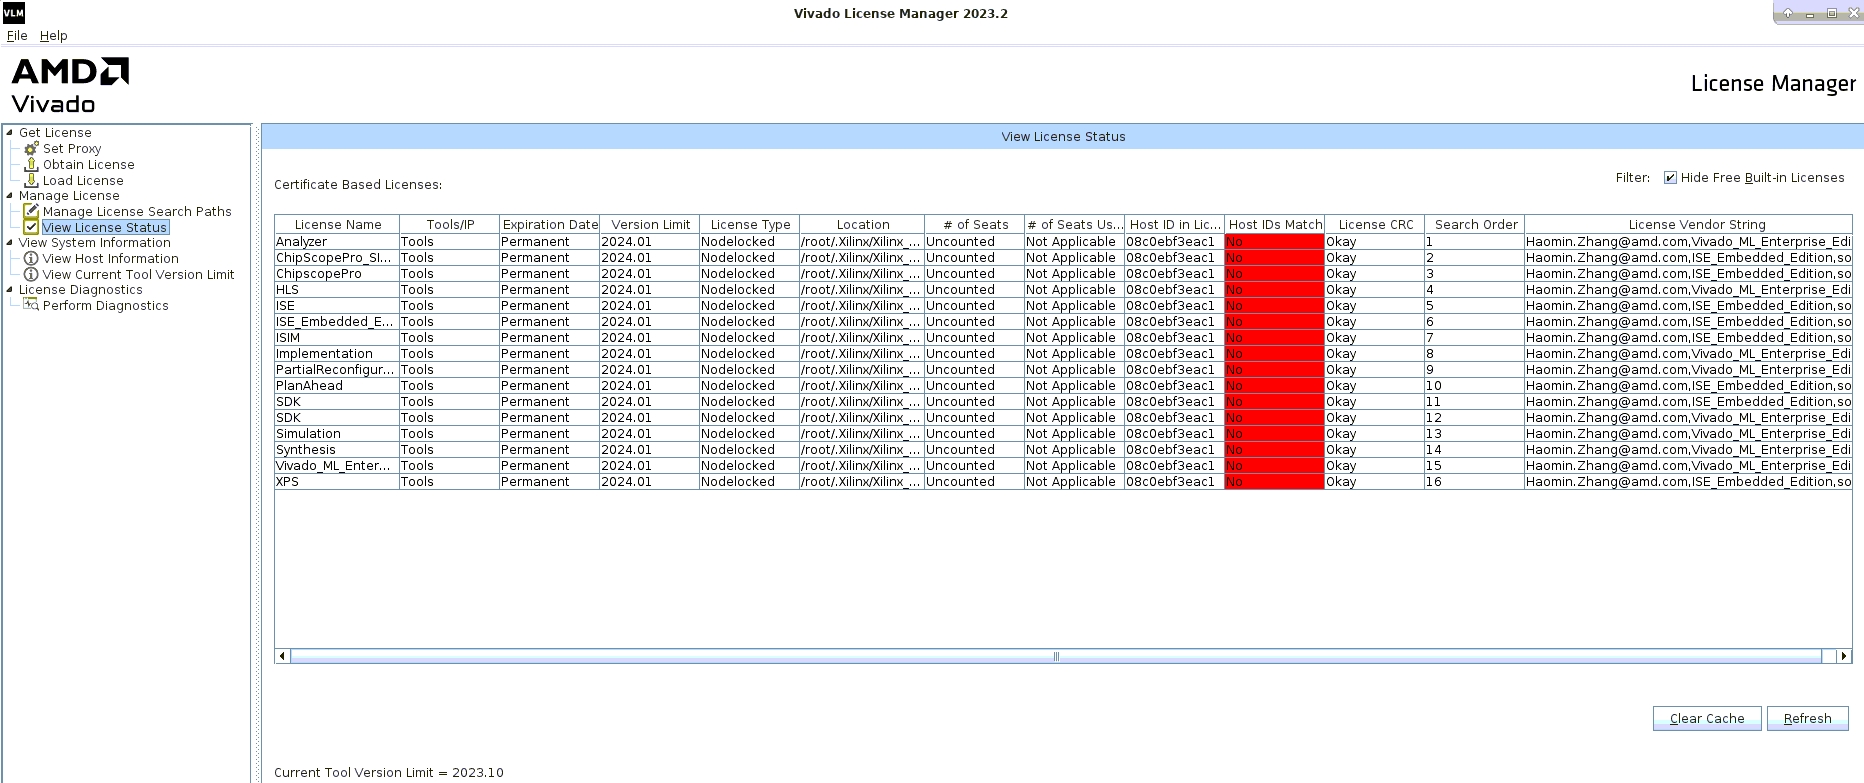 VLM
Vivado License Manager 2023.2
File Help
AMD
Vivado
License Manager
Get License
Set Proxy
Obtain License
Load License
Manage License
Manage License Search Paths
View License Status
View System Information
View Host Information
View Current Tool Version Limit
License Diagnostics
Perform Diagnostics
View License Status
Certificate Based Licenses:
Filter: Hide Free Built-in Licenses
License Name Tools/IP Expiration Date Version Limit License Type Location # of Seats # of Seats Us... Host ID in Lic... Host IDs Match License CRC Search Order License Vendor String
Analyzer Tools Permanent 2024.01 Nodelocked /root/.Xilinx/Xilinx_... Uncounted Not Applicable 08c0ebf3eac1 No Okay 1 Haomin.Zhang@amd.com,Vivado_ML_Enterprise_Edi
ChipScopePro_SI... Tools Permanent 2024.01 Nodelocked /root/.Xilinx/Xilinx_... Uncounted Not Applicable 08c0ebf3eac1 No Okay 2 Haomin.Zhang@amd.com,ISE_Embedded_Edition,so
ChipscopePro Tools Permanent 2024.01 Nodelocked /root/.Xilinx/Xilinx_... Uncounted Not Applicable 08c0ebf3eac1 No Okay 3 Haomin.Zhang@amd.com,ISE_Embedded_Edition,so
HLS Tools Permanent 2024.01 Nodelocked /root/.Xilinx/Xilinx_... Uncounted Not Applicable 08c0ebf3eac1 No Okay 4 Haomin.Zhang@amd.com,Vivado_ML_Enterprise_Edi
ISE Tools Permanent 2024.01 Nodelocked /root/.Xilinx/Xilinx_... Uncounted Not Applicable 08c0ebf3eac1 No Okay 5 Haomin.Zhang@amd.com,ISE_Embedded_Edition,so
ISE_Embedded_E... Tools Permanent 2024.01 Nodelocked /root/.Xilinx/Xilinx_... Uncounted Not Applicable 08c0ebf3eac1 No Okay 6 Haomin.Zhang@amd.com,ISE_Embedded_Edition,so
ISIM Tools Permanent 2024.01 Nodelocked /root/.Xilinx/Xilinx_... Uncounted Not Applicable 08c0ebf3eac1 No Okay 7 Haomin.Zhang@amd.com,ISE_Embedded_Edition,so
Implementation Tools Permanent 2024.01 Nodelocked /root/.Xilinx/Xilinx_... Uncounted Not Applicable 08c0ebf3eac1 No Okay 8 Haomin.Zhang@amd.com,Vivado_ML_Enterprise_Edi
PartialReconfigur... Tools Permanent 2024.01 Nodelocked /root/.Xilinx/Xilinx_... Uncounted Not Applicable 08c0ebf3eac1 No Okay 9 Haomin.Zhang@amd.com,Vivado_ML_Enterprise_Edi
PlanAhead Tools Permanent 2024.01 Nodelocked /root/.Xilinx/Xilinx_... Uncounted Not Applicable 08c0ebf3eac1 No Okay 10 Haomin.Zhang@amd.com,ISE_Embedded_Edition,so
SDK Tools Permanent 2024.01 Nodelocked /root/.Xilinx/Xilinx_... Uncounted Not Applicable 08c0ebf3eac1 No Okay 11 Haomin.Zhang@amd.com,ISE_Embedded_Edition,so
SDK Tools Permanent 2024.01 Nodelocked /root/.Xilinx/Xilinx_... Uncounted Not Applicable 08c0ebf3eac1 No Okay 12 Haomin.Zhang@amd.com,Vivado_ML_Enterprise_Edi
Simulation Tools Permanent 2024.01 Nodelocked /root/.Xilinx/Xilinx_... Uncounted Not Applicable 08c0ebf3eac1 No Okay 13 Haomin.Zhang@amd.com,Vivado_ML_Enterprise_Edi
Synthesis Tools Permanent 2024.01 Nodelocked /root/.Xilinx/Xilinx_... Uncounted Not Applicable 08c0ebf3eac1 No Okay 14 Haomin.Zhang@amd.com,Vivado_ML_Enterprise_Edi
Vivado_ML_Enter... Tools Permanent 2024.01 Nodelocked /root/.Xilinx/Xilinx_... Uncounted Not Applicable 08c0ebf3eac1 No Okay 15 Haomin.Zhang@amd.com,Vivado_ML_Enterprise_Edi
XPS Tools Permanent 2024.01 Nodelocked /root/.Xilinx/Xilinx_... Uncounted Not Applicable 08c0ebf3eac1 No Okay 16 Haomin.Zhang@amd.com,ISE_Embedded_Edition,so
Clear Cache Refresh
Current Tool Version Limit = 2023.10